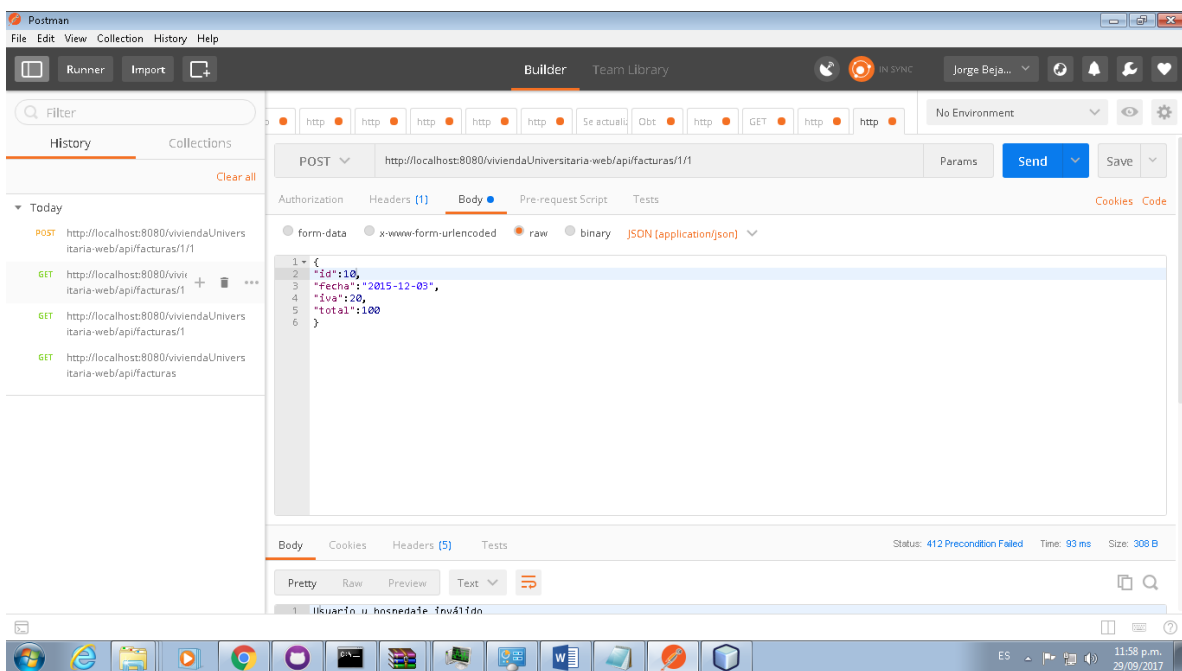 Postman
File Edit View Collection History Help
Runner Import Builder Team Library IN SYNC Jorge Beja...
Filter
History Collections
Clear all
Today
POST http://localhost:8080/viviendaUnivers
itaria-web/api/facturas/1/1
GET http://localhost:8080/vivie
itaria-web/api/facturas/1
GET http://localhost:8080/viviendaUnivers
itaria-web/api/facturas/1
GET http://localhost:8080/viviendaUnivers
itaria-web/api/facturas
http http http http http Se actualiz Obt http GET http http
No Environment
POST http://localhost:8080/viviendaUniversitaria-web/api/facturas/1/1 Params Send Save
Authorization Headers (1) Body Pre-request Script Tests Cookies Code
form-data x-www-form-urlencoded raw binary JSON (application/json)
1 {
2 "id":10,
3 "fecha":"2015-12-03",
4 "iva":20,
5 "total":100
6 }
Body Cookies Headers (5) Tests Status: 412 Precondition Failed Time: 93 ms Size: 308 B
Pretty Raw Preview Text
1 Usuario u hospedaje inválido
ES 11:58 p.m.
29/09/2017